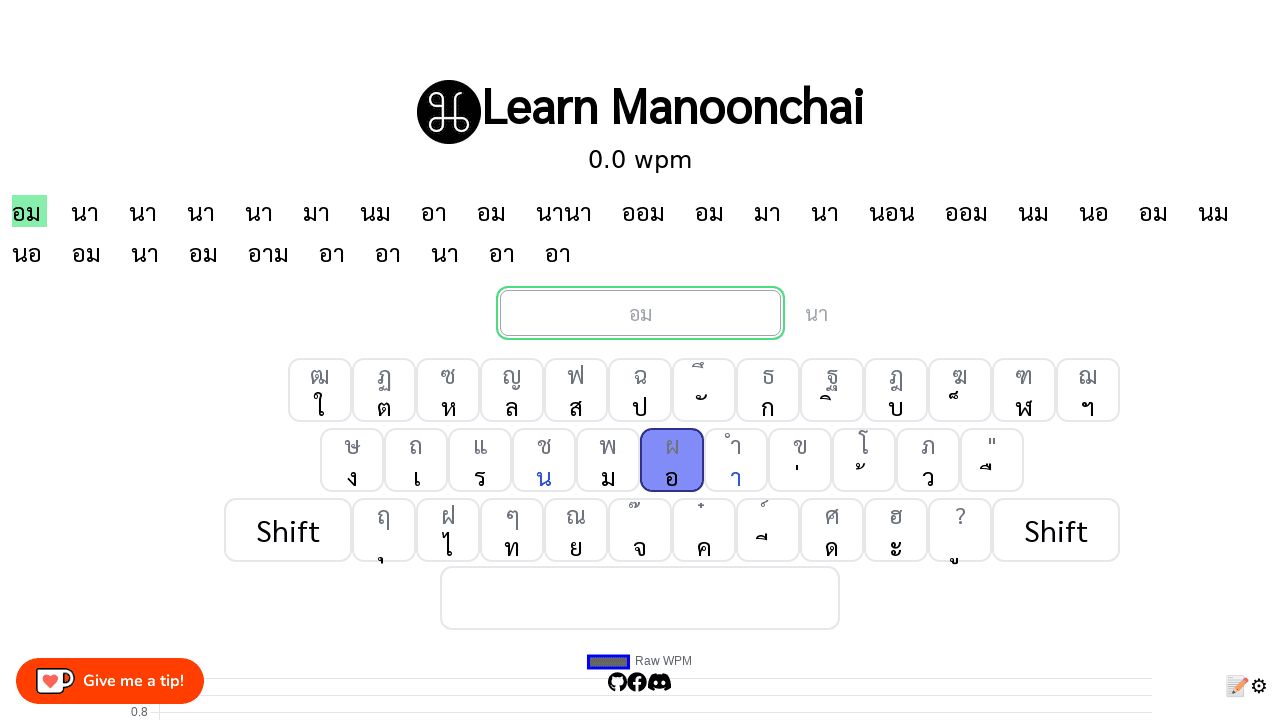 Learn Manoonchai
0.0 wpm
อม นา นา นา นา มา นม อา อม นานา ออม อม มา นา นอน ออม นม นอ อม นม
นอ อม นา อม อาม อา อา นา อา อา
อม นา
ฒ ฏ ซ ญ ฟ ฉ ึ ธ ฐ ฎ ฆ ฑ ฌ
ใ ต ห ล ส ป ั ก ิ บ ็ ฬ ฯ
ษ ถ แ ช พ ผ ำ ข โ ภ "
ง เ ร น ม อ า ่ ้ ว ื
Shift ฤ ฝ ๆ ณ ๊ ๋ ์ ศ ฮ ? Shift
ุ ไ ท ย จ ค ี ด ะ ู
Raw WPM
Give me a tip!
0.8